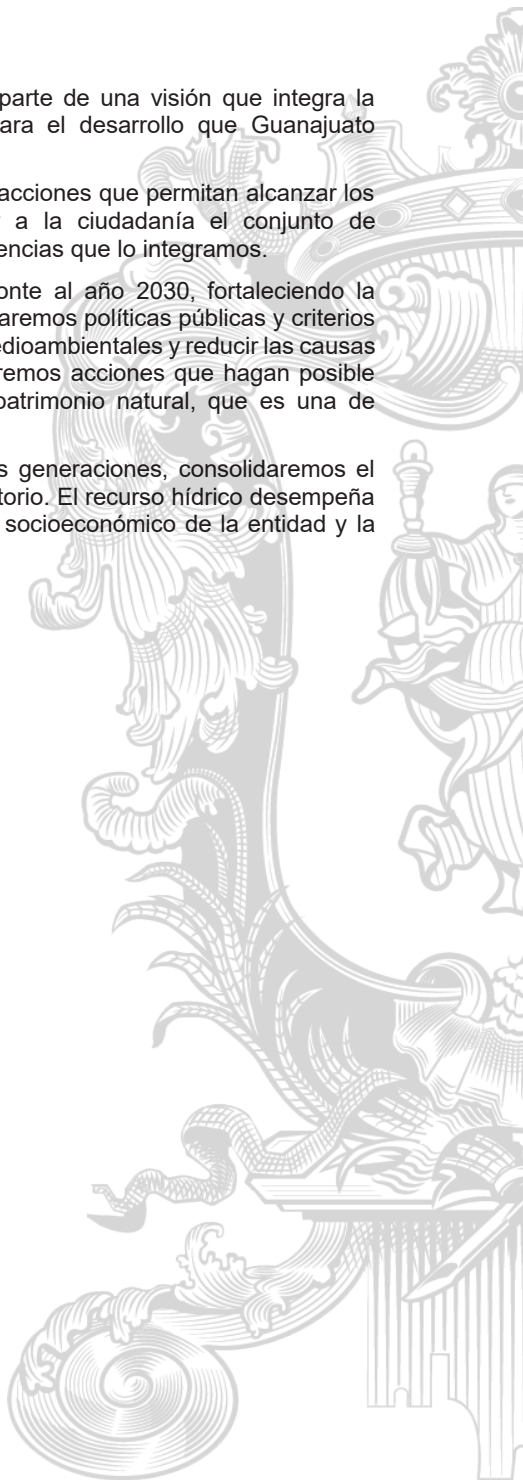 parte de una visión que integra la
para el desarrollo que Guanajuato
acciones que permitan alcanzar los
a la ciudadanía el conjunto de
encias que lo integramos.
onte al año 2030, fortaleciendo la
aremos políticas públicas y criterios
edioambientales y reducir las causas
remos acciones que hagan posible
patrimonio natural, que es una de
s generaciones, consolidaremos el
torio. El recurso hídrico desempeña
socioeconómico de la entidad y la